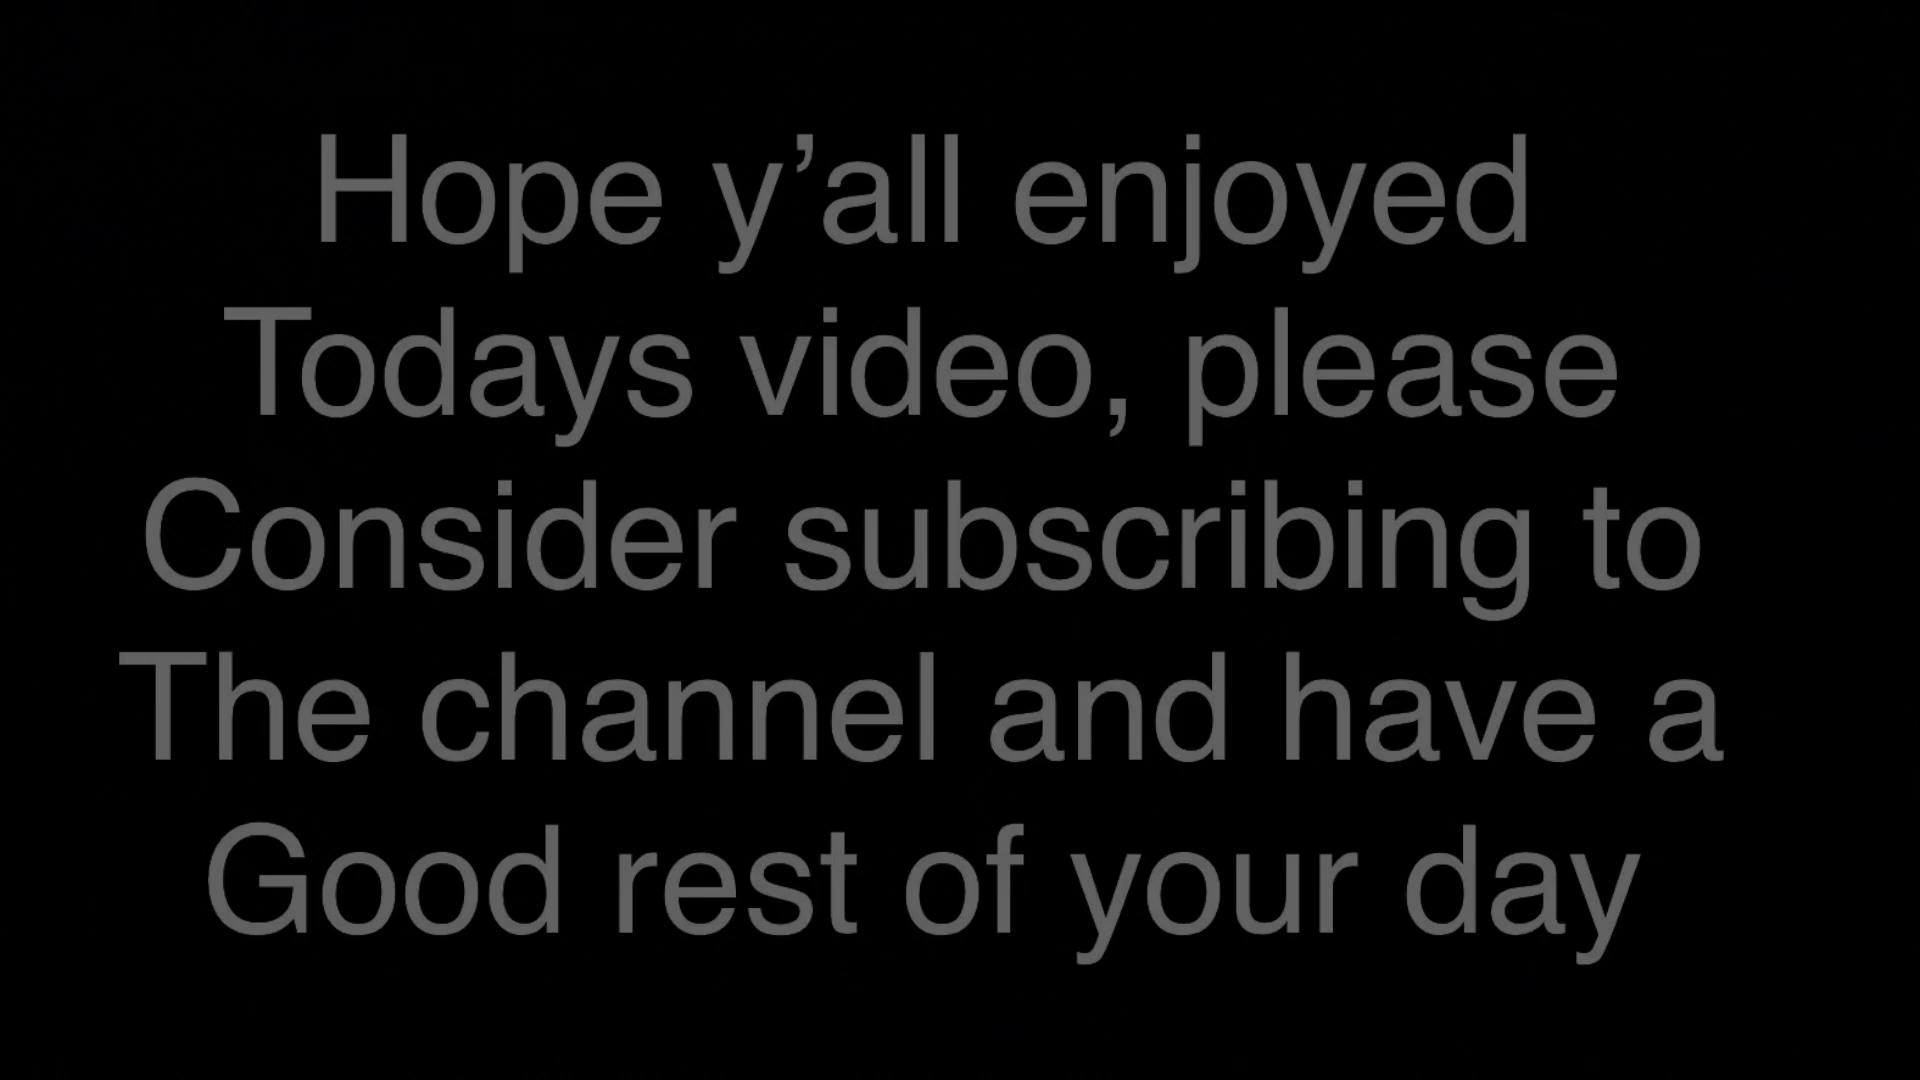 Hope y’all enjoyed
Todays video, please
Consider subscribing to
The channel and have a
Good rest of your day